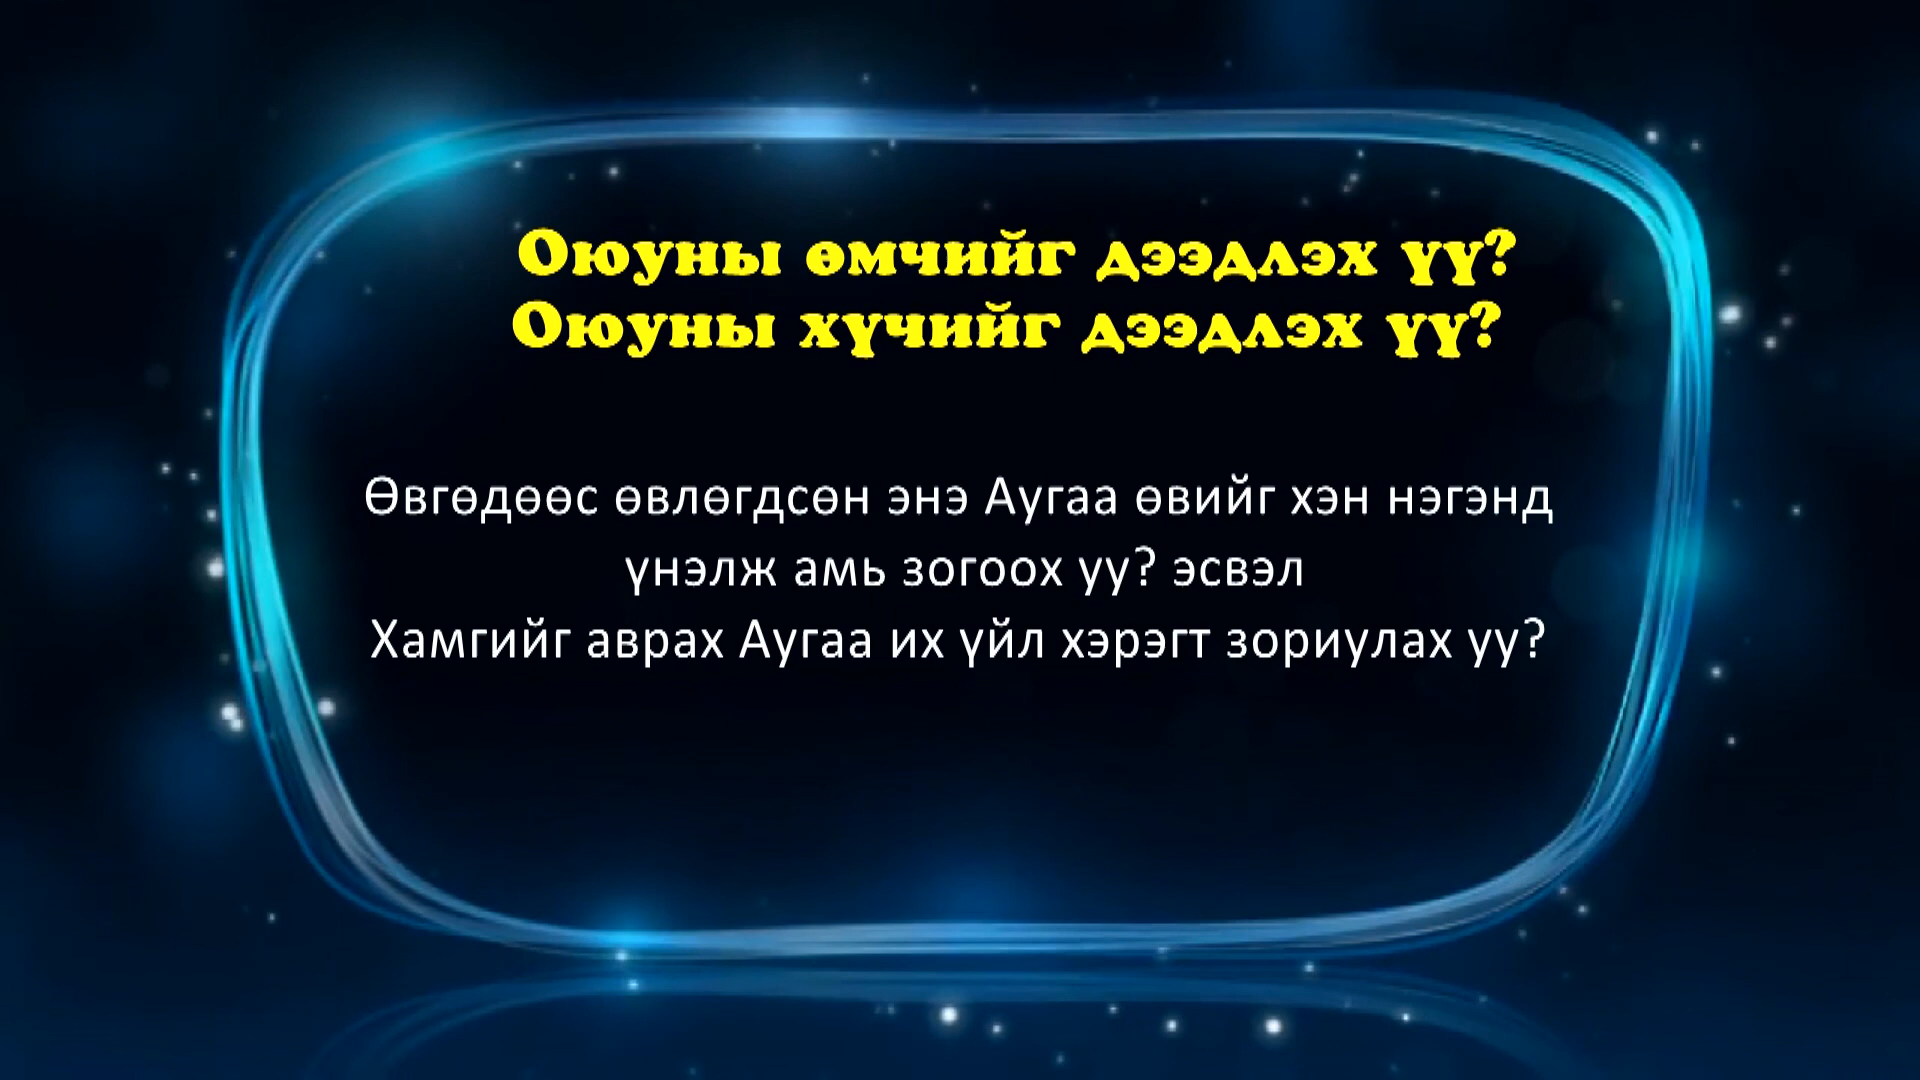 Оюуны өмчийг дээдлэх үү?
Оюуны хүчийг дээдлэх үү?
Өвгөдөөс өвлөгдсөн энэ Аугаа өвийг хэн нэгэнд
үнэлж амь зогоох уу? эсвэл
Хамгийг аврах Аугаа их үйл хэрэгт зориулах уу?